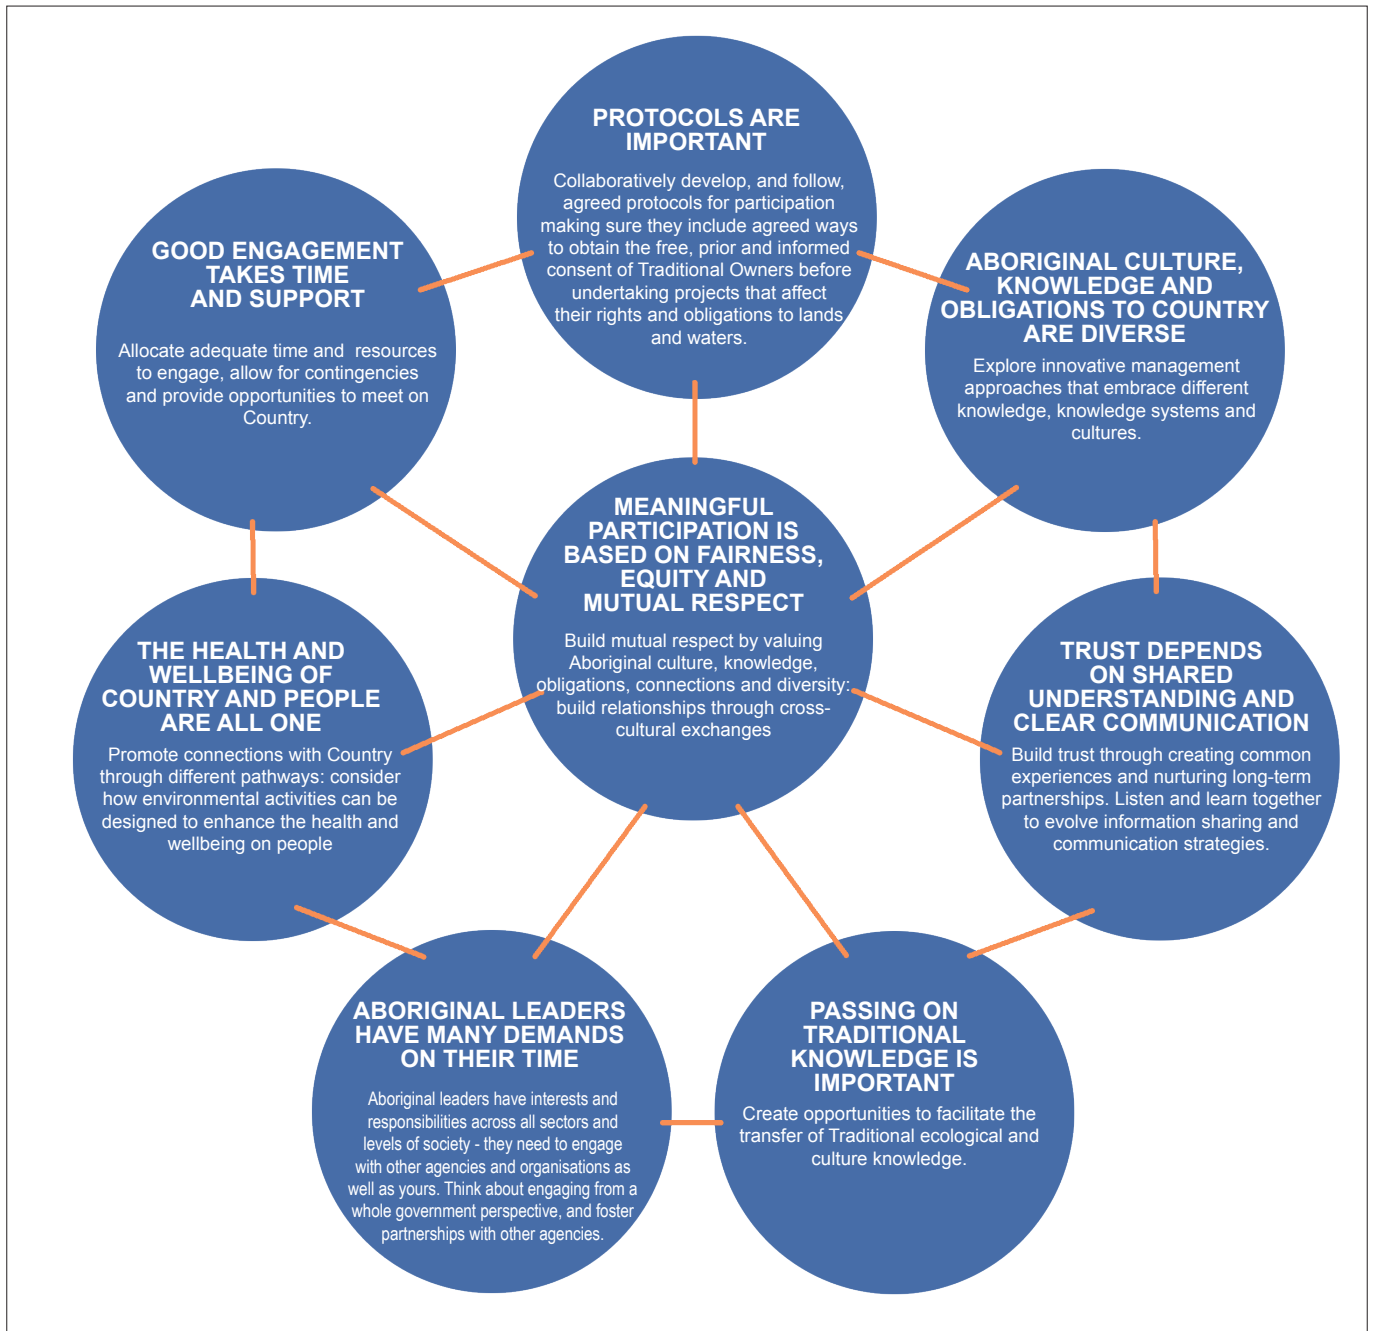 PROTOCOLS ARE
IMPORTANT
Collaboratively develop, and follow,
agreed protocols for participation
making sure they include agreed ways
to obtain the free, prior and informed
consent of Traditional Owners before
undertaking projects that affect
their rights and obligations to lands
and waters.
GOOD ENGAGEMENT
TAKES TIME
AND SUPPORT
Allocate adequate time and resources
to engage, allow for contingencies
and provide opportunities to meet on
Country.
ABORIGINAL CULTURE,
KNOWLEDGE AND
OBLIGATIONS TO COUNTRY
ARE DIVERSE
Explore innovative management
approaches that embrace different
knowledge, knowledge systems and
cultures.
MEANINGFUL
PARTICIPATION IS
BASED ON FAIRNESS,
EQUITY AND
MUTUAL RESPECT
Build mutual respect by valuing
Aboriginal culture, knowledge,
obligations, connections and diversity:
build relationships through cross-
cultural exchanges
THE HEALTH AND
WELLBEING OF
COUNTRY AND PEOPLE
ARE ALL ONE
Promote connections with Country
through different pathways: consider
how environmental activities can be
designed to enhance the health and
wellbeing on people
TRUST DEPENDS
ON SHARED
UNDERSTANDING AND
CLEAR COMMUNICATION
Build trust through creating common
experiences and nurturing long-term
partnerships. Listen and learn together
to evolve information sharing and
communication strategies.
ABORIGINAL LEADERS
HAVE MANY DEMANDS
ON THEIR TIME
Aboriginal leaders have interests and
responsibilities across all sectors and
levels of society - they need to engage
with other agencies and organisations as
well as yours. Think about engaging from a
whole government perspective, and foster
partnerships with other agencies.
PASSING ON
TRADITIONAL
KNOWLEDGE IS
IMPORTANT
Create opportunities to facilitate the
transfer of Traditional ecological and
culture knowledge.